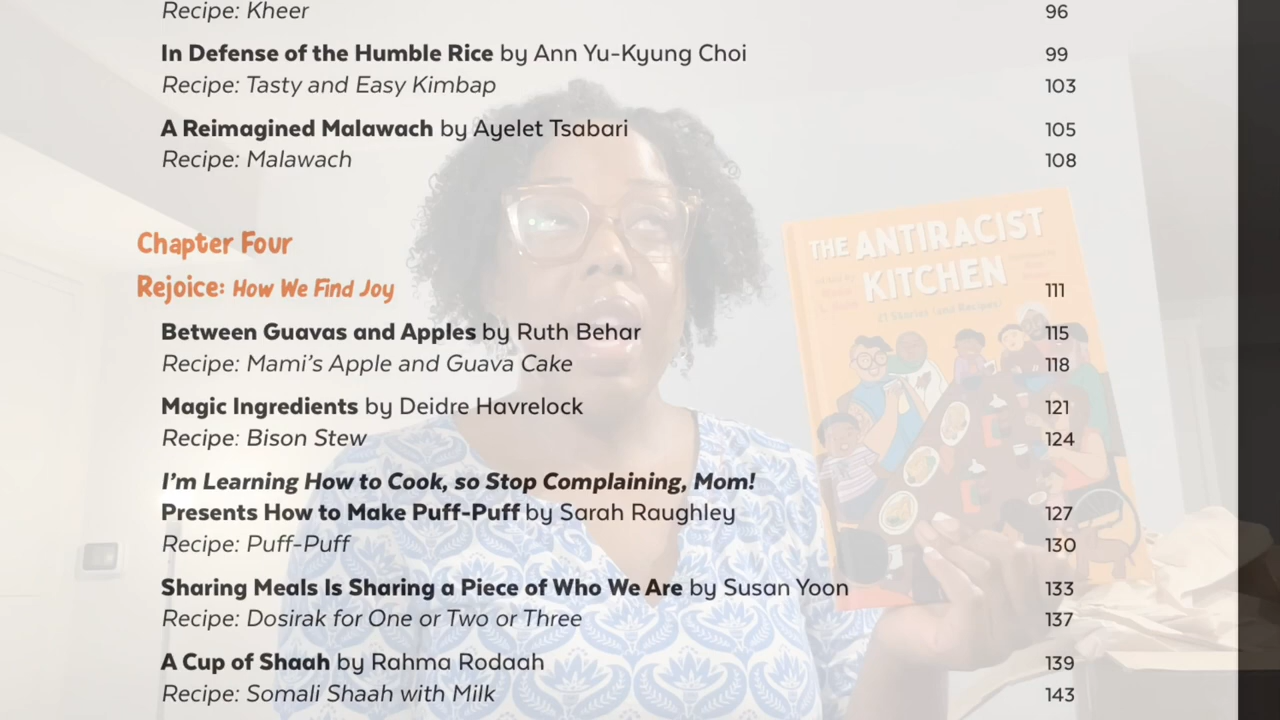 Recipe: Kheer 96
In Defense of the Humble Rice by Ann Yu-Kyung Choi 99
Recipe: Tasty and Easy Kimbap 103
A Reimagined Malawach by Ayelet Tsabari 105
Recipe: Malawach 108
Chapter Four
Rejoice: How We Find Joy 111
Between Guavas and Apples by Ruth Behar 115
Recipe: Mami's Apple and Guava Cake 118
Magic Ingredients by Deidre Havrelock 121
Recipe: Bison Stew 124
I'm Learning How to Cook, so Stop Complaining, Mom!
Presents How to Make Puff-Puff by Sarah Raughley 127
Recipe: Puff-Puff 130
Sharing Meals Is Sharing a Piece of Who We Are by Susan Yoon 133
Recipe: Dosirak for One or Two or Three 137
A Cup of Shaah by Rahma Rodaah 139
Recipe: Somali Shaah with Milk 143
THE ANTIRACIST
KITCHEN
21 Stories (and Recipes)